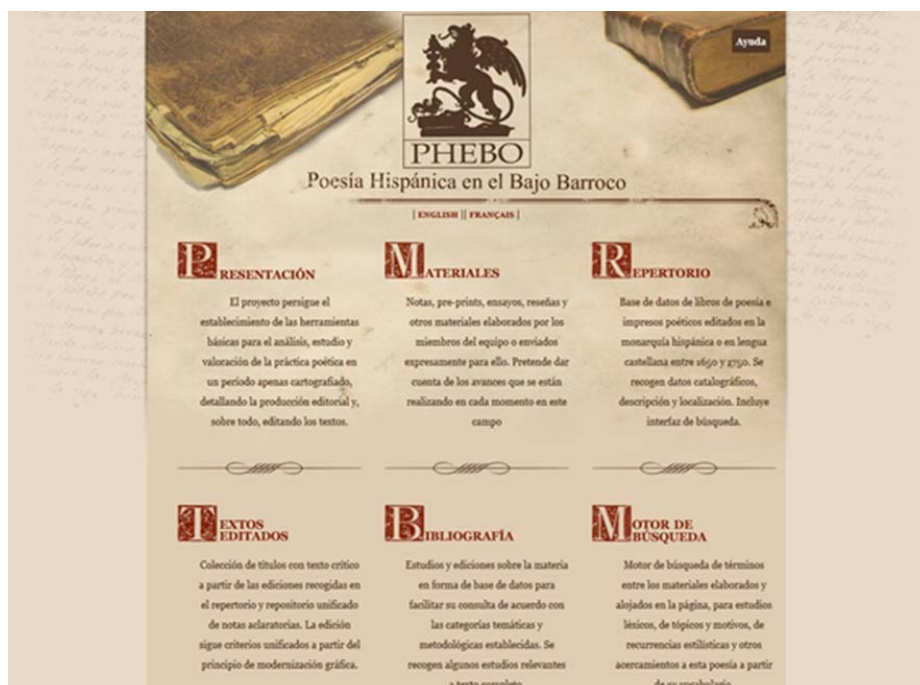 Ayuda
PHEBO
Poesía Hispánica en el Bajo Barroco
| ENGLISH || FRANÇAIS |
PRESENTACIÓN
El proyecto persigue el
establecimiento de las herramientas
básicas para el análisis, estudio y
valoración de la práctica poética en
un periodo apenas cartografiado,
detallando la producción editorial y,
sobre todo, editando los textos.
MATERIALES
Notas, pre-prints, ensayos, reseñas y
otros materiales elaborados por los
miembros del equipo o enviados
expresamente para ello. Pretende dar
cuenta de los avances que se están
realizando en cada momento en este
campo
REPERTORIO
Base de datos de libros de poesía e
impresos poéticos editados en la
monarquía hispánica o en lengua
castellana entre 1650 y 1750. Se
recogen datos catalográficos,
descripción y localización. Incluye
interfaz de búsqueda.
TEXTOS
EDITADOS
Colección de títulos con texto crítico
a partir de las ediciones recogidas en
el repertorio y repositorio unificado
de notas aclaratorias. La edición
sigue criterios unificados a partir del
principio de modernización gráfica.
BIBLIOGRAFÍA
Estudios y ediciones sobre la materia
en forma de base de datos para
facilitar su consulta de acuerdo con
las categorías temáticas y
metodológicas establecidas. Se
recogen algunos estudios relevantes
a texto completo
MOTOR DE
BÚSQUEDA
Motor de búsqueda de términos
entre los materiales elaborados y
alojados en la página, para estudios
léxicos, de tópicos y motivos, de
recurrencias estilísticas y otros
acercamientos a esta poesía a partir
de su vocabulario